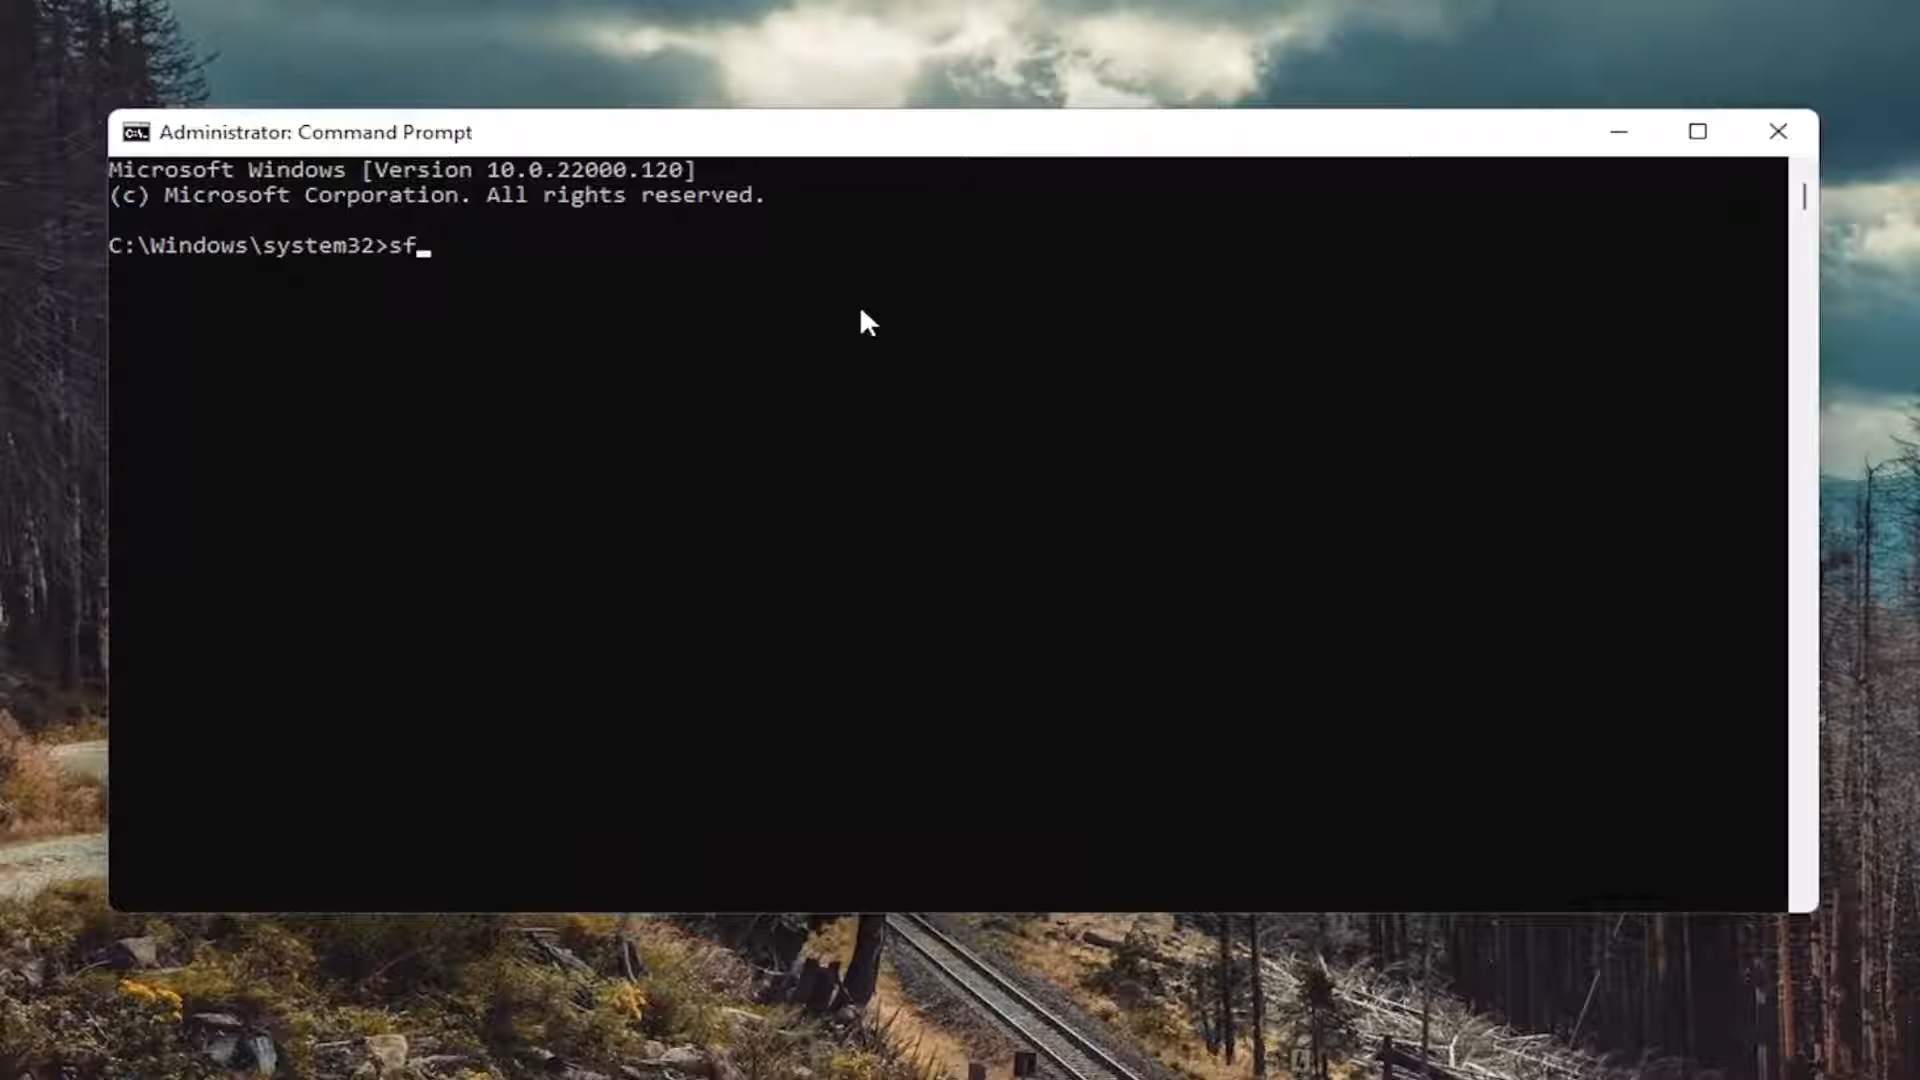 Administrator: Command Prompt
Microsoft Windows [Version 10.0.22000.120]
(c) Microsoft Corporation. All rights reserved.
C:\Windows\system32>sf